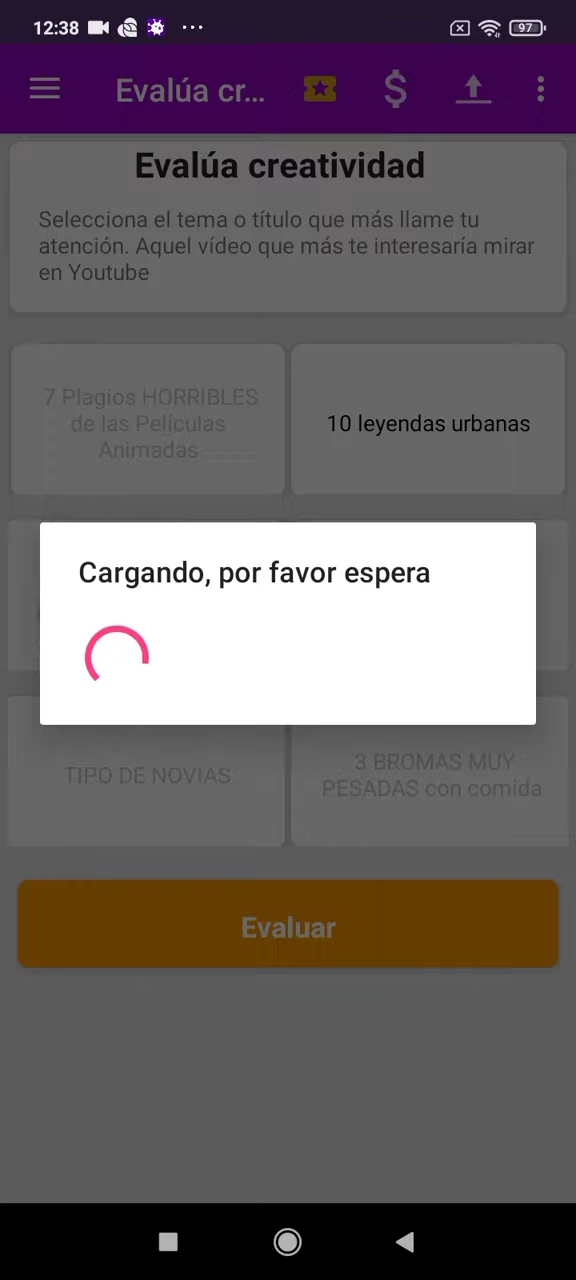 12:38
97
Evalúa cr...
Evalúa creatividad
Selecciona el tema o título que más llame tu
atención. Aquel vídeo que más te interesaría mirar
en Youtube
7 Plagios HORRIBLES
de las Películas
Animadas
10 leyendas urbanas
Cargando, por favor espera
TIPO DE NOVIAS
3 BROMAS MUY
PESADAS con comida
Evaluar